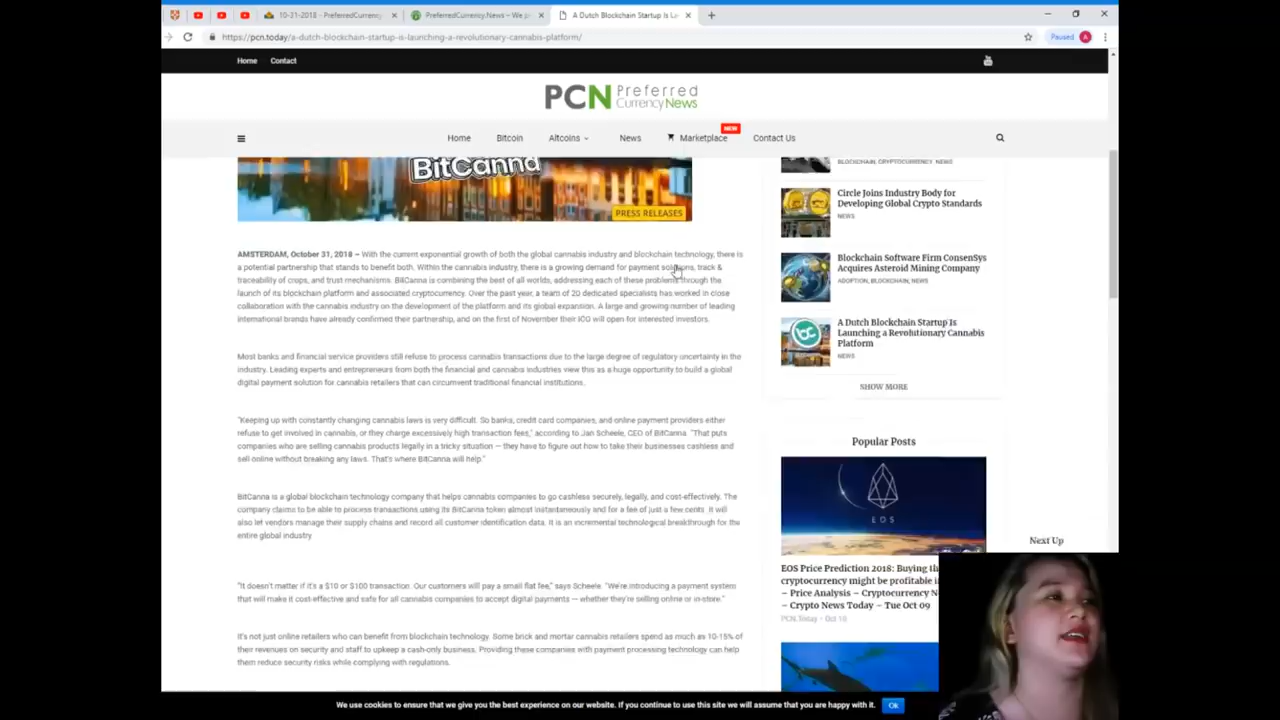 10-31-2018 - PreferredCurrency
PreferredCurrency.News – We p
A Dutch Blockchain Startup Is La
https://pcn.today/a-dutch-blockchain-startup-is-launching-a-revolutionary-cannabis-platform/
Paused
A
Home
Contact
PCN Preferred
CurrencyNews
Home
Bitcoin
Altcoins
News
NEW
Marketplace
Contact Us
BitCanna
PRESS RELEASES
AMSTERDAM, October 31, 2018 – With the current exponential growth of both the global cannabis industry and blockchain technology, there is
a potential partnership that stands to benefit both. Within the cannabis industry, there is a growing demand for payment solutions, track &
traceability of crops, and trust mechanisms. BitCanna is combining the best of all worlds, addressing each of these problems through the
launch of its blockchain platform and associated cryptocurrency. Over the past year, a team of 20 dedicated specialists has worked in close
collaboration with the cannabis industry on the development of the platform and its global expansion. A large and growing number of leading
international brands have already confirmed their partnership, and on the first of November their ICO will open for interested investors.
Most banks and financial service providers still refuse to process cannabis transactions due to the large degree of regulatory uncertainty in the
industry. Leading experts and entrepreneurs from both the financial and cannabis industries view this as a huge opportunity to build a global
digital payment solution for cannabis retailers that can circumvent traditional financial institutions.
"Keeping up with constantly changing cannabis laws is very difficult. So banks, credit card companies, and online payment providers either
refuse to get involved in cannabis, or they charge excessively high transaction fees," according to Jan Scheele, CEO of BitCanna. "That puts
companies who are selling cannabis products legally in a tricky situation — they have to figure out how to take their businesses cashless and
sell online without breaking any laws. That's where BitCanna will help."
BitCanna is a global blockchain technology company that helps cannabis companies to go cashless securely, legally, and cost-effectively. The
company claims to be able to process transactions using its BitCanna token almost instantaneously and for a fee of just a few cents. It will
also let vendors manage their supply chains and record all customer identification data. It is an incremental technological breakthrough for the
entire global industry
"It doesn't matter if it's a $10 or $100 transaction. Our customers will pay a small flat fee," says Scheele. "We're introducing a payment system
that will make it cost-effective and safe for all cannabis companies to accept digital payments — whether they're selling online or in-store."
It's not just online retailers who can benefit from blockchain technology. Some brick and mortar cannabis retailers spend as much as 10-15% of
their revenues on security and staff to upkeep a cash-only business. Providing these companies with payment processing technology can help
them reduce security risks while complying with regulations.
BLOCKCHAIN, CRYPTOCURRENCY, NEWS
Circle Joins Industry Body for
Developing Global Crypto Standards
NEWS
Blockchain Software Firm ConsenSys
Acquires Asteroid Mining Company
ADOPTION, BLOCKCHAIN, NEWS
A Dutch Blockchain Startup Is
Launching a Revolutionary Cannabis
Platform
NEWS
SHOW MORE
Popular Posts
EOS
Next Up
EOS Price Prediction 2018: Buying th
cryptocurrency might be profitable i
– Price Analysis – Cryptocurrency N
– Crypto News Today – Tue Oct 09
PCN.Today - Oct 18
We use cookies to ensure that we give you the best experience on our website. If you continue to use this site we will assume that you are happy with it.
Ok